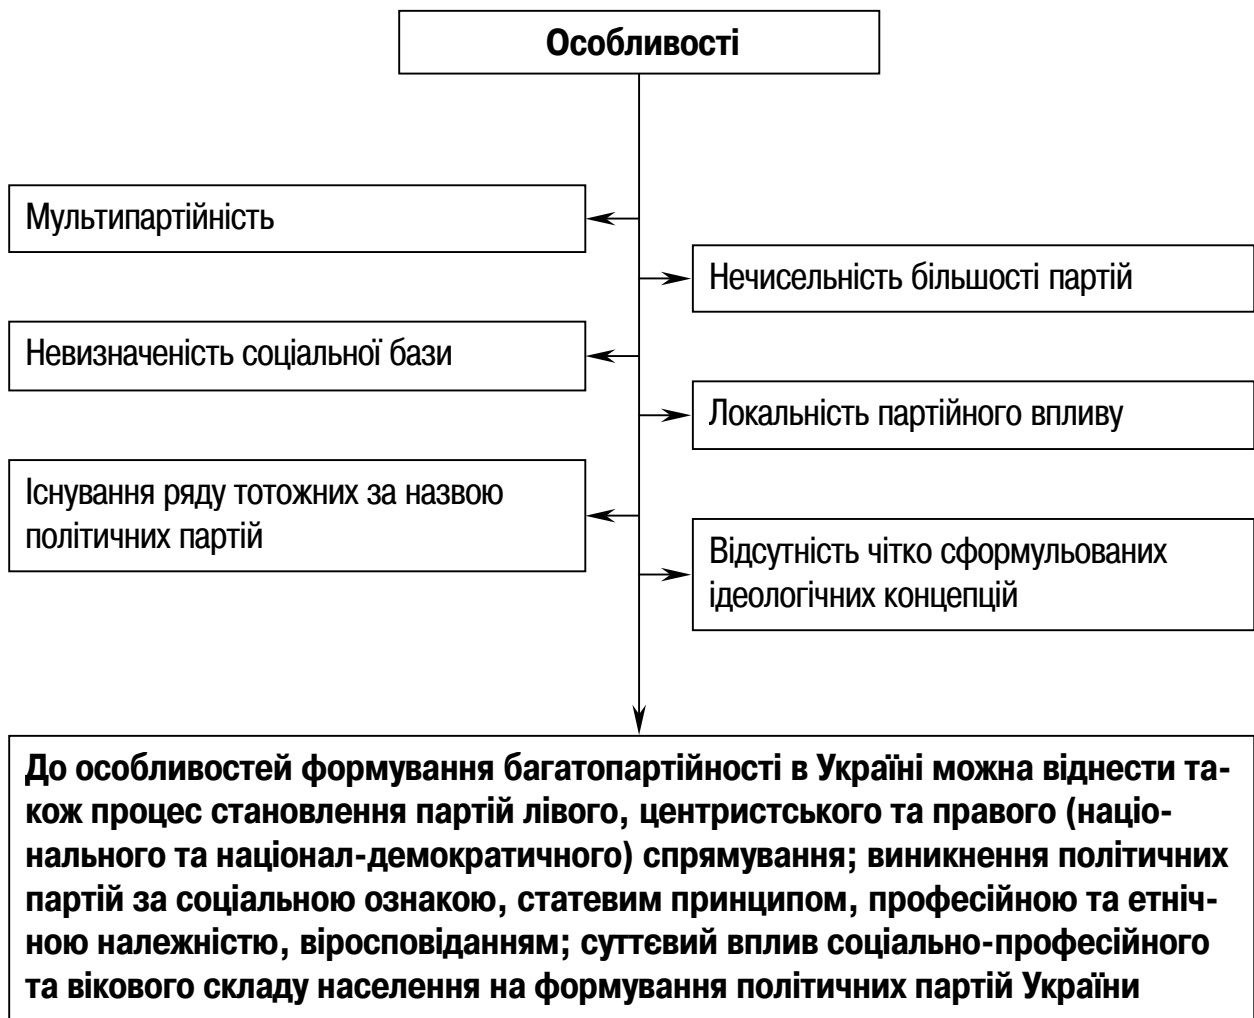 Особливості
Мультипартійність
Нечисельність більшості партій
Невизначеність соціальної бази
Локальність партійного впливу
Існування ряду тотожних за назвою
політичних партій
Відсутність чітко сформульованих
ідеологічних концепцій
До особливостей формування багатопартійності в Україні можна віднести та-
кож процес становлення партій лівого, центристського та правого (націо-
нального та націонал-демократичного) спрямування; виникнення політичних
партій за соціальною ознакою, статевим принципом, професійною та етніч-
ною належністю, віросповіданням; суттєвий вплив соціально-професійного
та вікового складу населення на формування політичних партій України